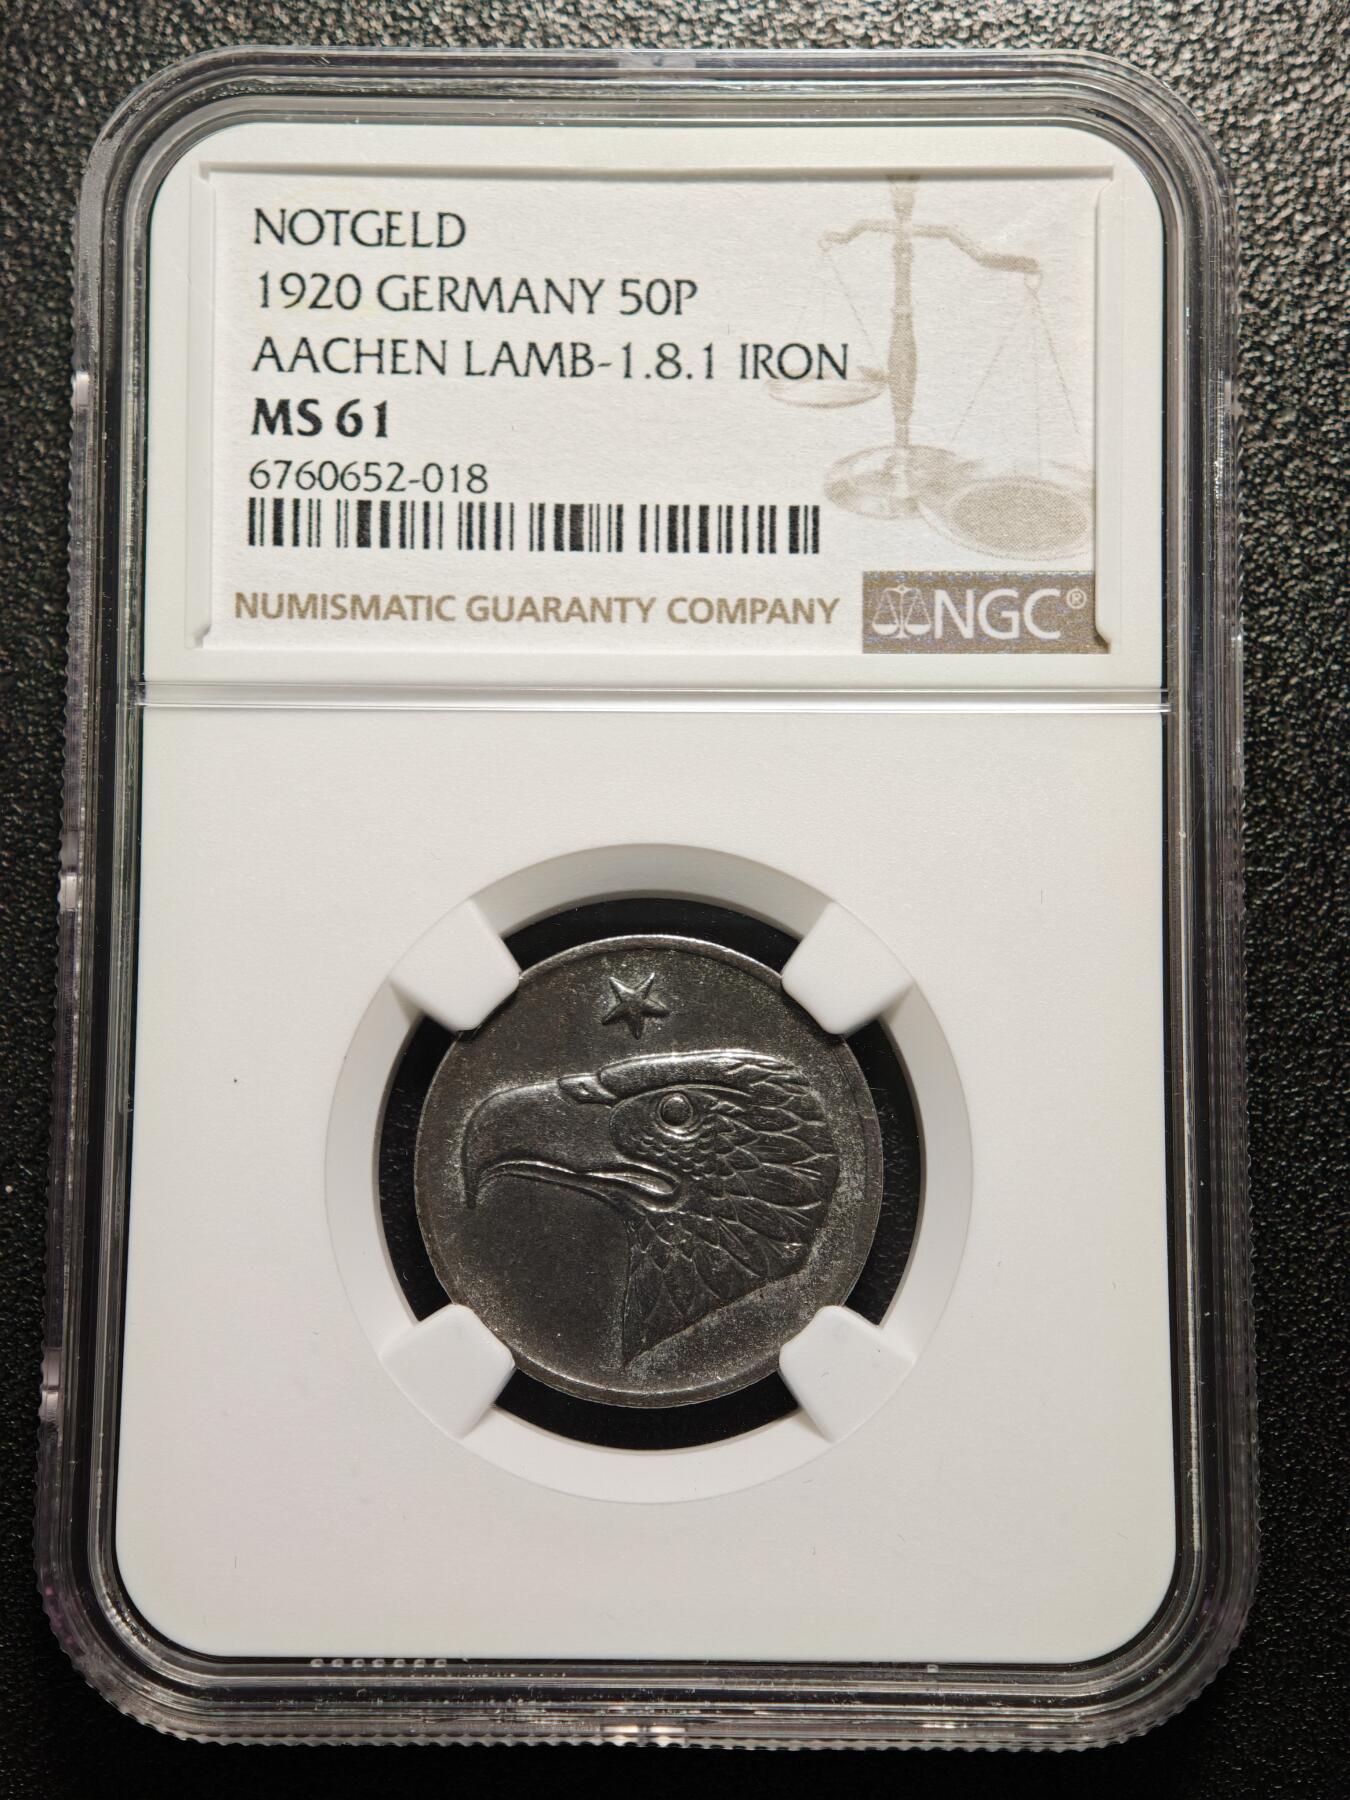 NOTGELD
1920 GERMANY 50P
AACHEN LAMB-1.8.1 IRON
MS 61
6760652-018
NUMISMATIC GUARANTY COMPANY
NGC®